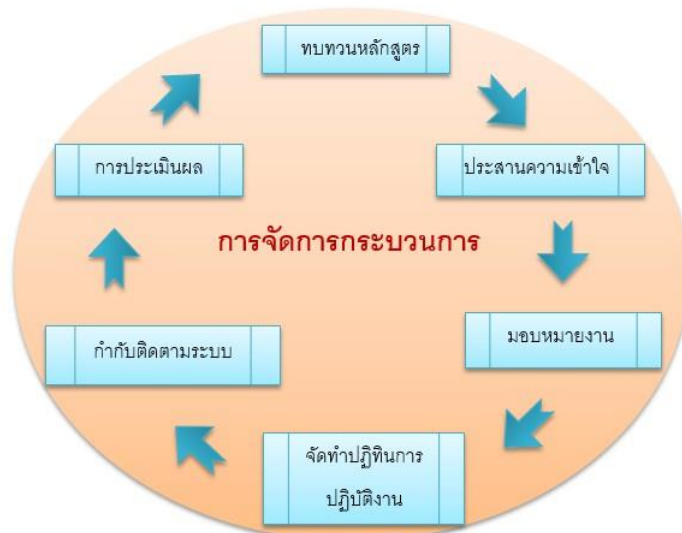 ทบทวนหลักสูตร
การประเมินผล
ประสานความเข้าใจ
การจัดการกระบวนการ
กำกับติดตามระบบ
มอบหมายงาน
จัดทำปฏิทินการ
ปฏิบัติงาน